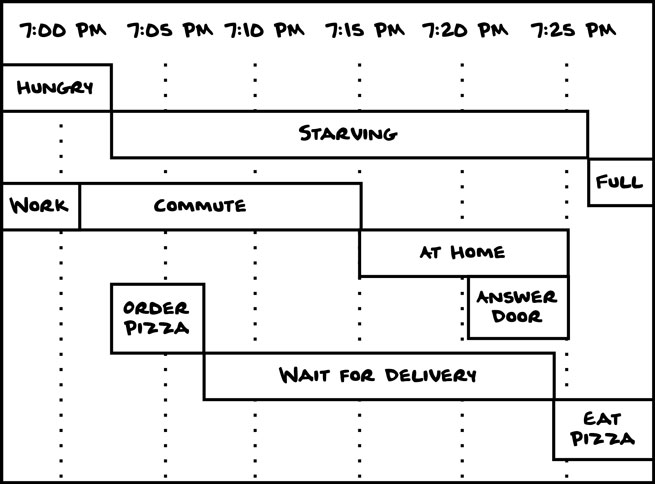 7:00 PM 7:05 PM 7:10 PM 7:15 PM 7:20 PM 7:25 PM
HUNGRY
STARVING
FULL
WORK COMMUTE
AT HOME
ANSWER
DOOR
ORDER
PIZZA
WAIT FOR DELIVERY
EAT
PIZZA